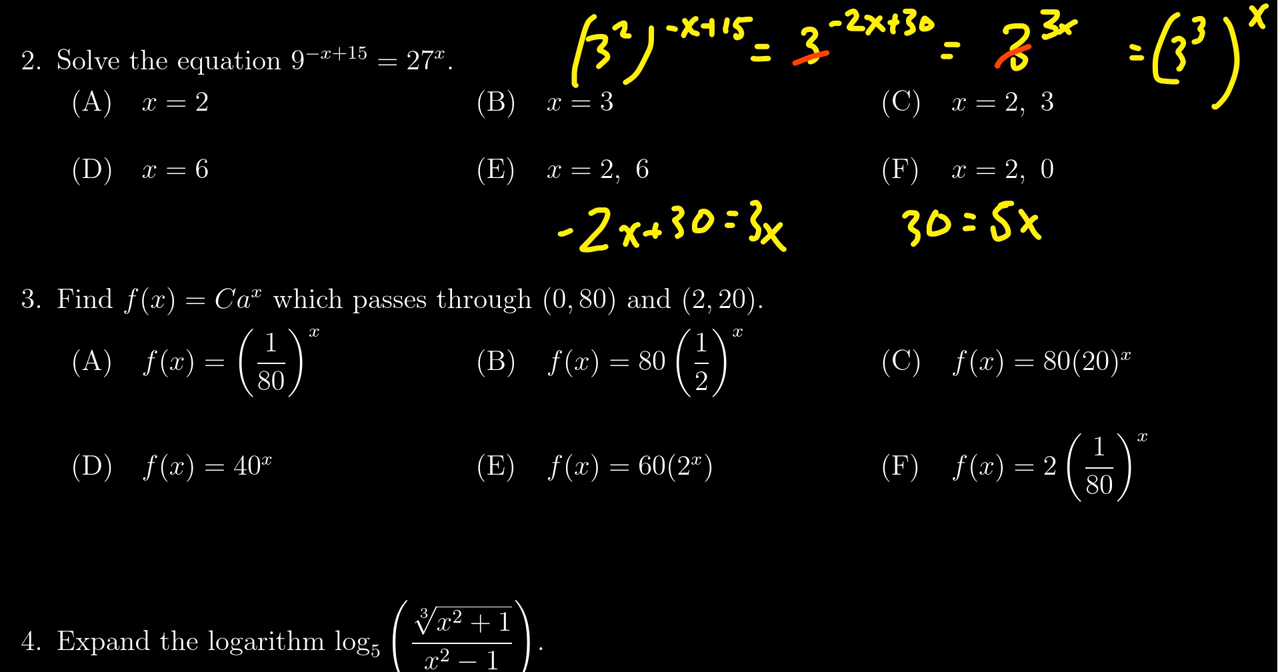 2. Solve the equation 9^{−x+15} = 27^x. (3²)^{-x+15} = 3^{-2x+30} = 3^{3x} = (3³)^x
(A) x = 2 (B) x = 3 (C) x = 2, 3
(D) x = 6 (E) x = 2, 6 (F) x = 2, 0
-2x+30=3x 30=5x
3. Find f(x) = Ca^x which passes through (0, 80) and (2, 20).
(A) f(x) = (1/80)^x (B) f(x) = 80(1/2)^x (C) f(x) = 80(20)^x
(D) f(x) = 40^x (E) f(x) = 60(2^x) (F) f(x) = 2(1/80)^x
4. Expand the logarithm log₅(∛(x² + 1)/(x² − 1)).